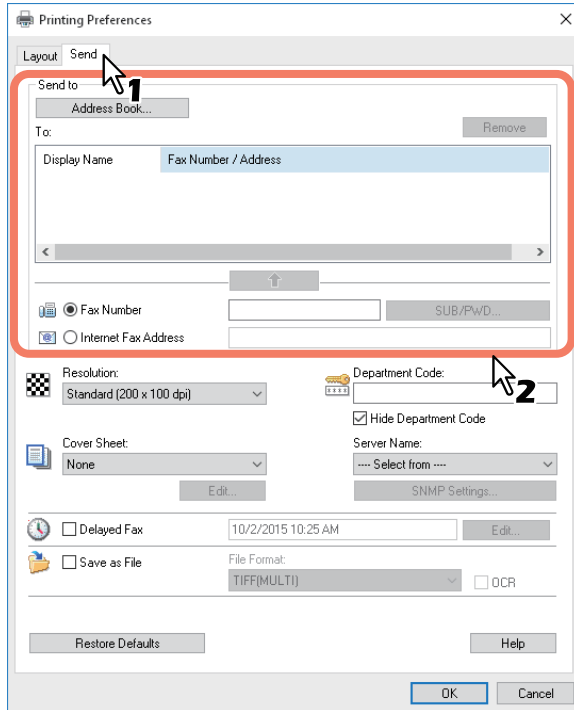 Printing Preferences
Layout Send
1
Send to
Address Book...
To:
Remove
Display Name Fax Number / Address
Fax Number
SUB/PWD...
Internet Fax Address
2
Resolution:
Standard (200 x 100 dpi)
Department Code:
Hide Department Code
Cover Sheet:
None
Edit...
Server Name:
---- Select from ----
SNMP Settings...
Delayed Fax 10/2/2015 10:25 AM Edit...
Save as File
File Format:
TIFF(MULTI)
OCR
Restore Defaults Help
OK Cancel